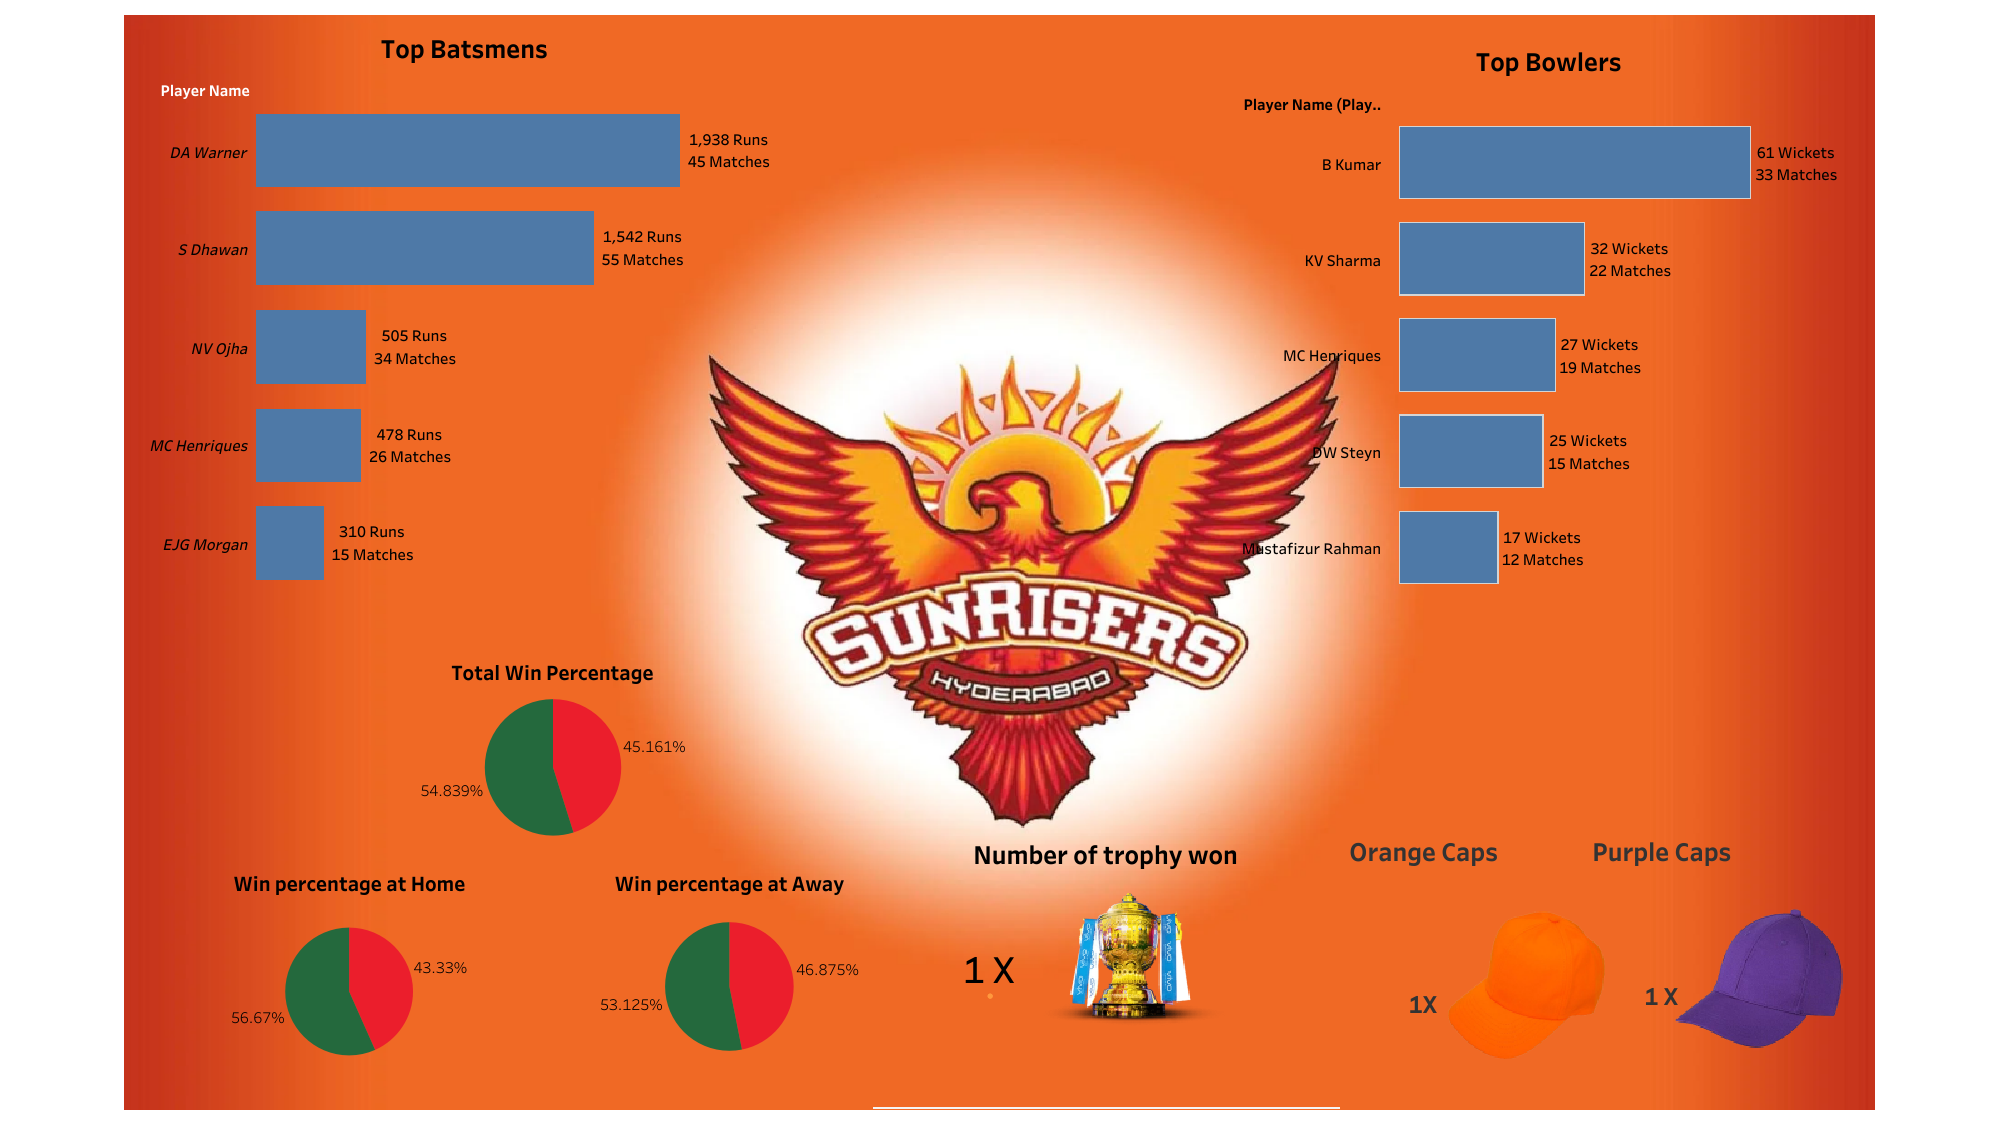 Top Batsmens
Player Name
DA Warner
1,938 Runs
45 Matches
S Dhawan
1,542 Runs
55 Matches
NV Ojha
505 Runs
34 Matches
MC Henriques
478 Runs
26 Matches
EJG Morgan
310 Runs
15 Matches
Top Bowlers
Player Name (Play..
B Kumar
61 Wickets
33 Matches
KV Sharma
32 Wickets
22 Matches
MC Henriques
27 Wickets
19 Matches
DW Steyn
25 Wickets
15 Matches
Mustafizur Rahman
17 Wickets
12 Matches
SUNRISERS
HYDERABAD
Total Win Percentage
45.161%
54.839%
Win percentage at Home
43.33%
56.67%
Win percentage at Away
46.875%
53.125%
Number of trophy won
1 X
Orange Caps
1X
Purple Caps
1 X